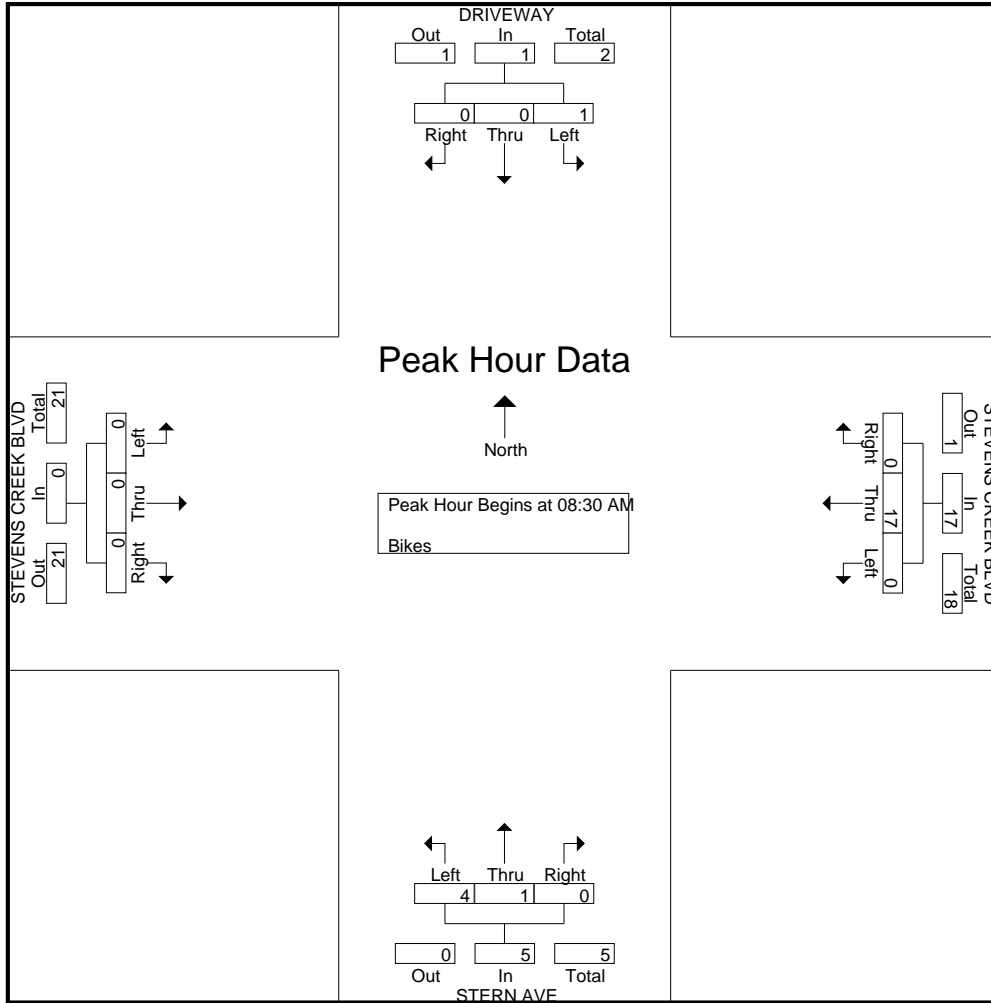 DRIVEWAY
Out In Total
1 1 2
0 0 1
Right Thru Left
Peak Hour Data
North
Peak Hour Begins at 08:30 AM
Bikes
STEVENS CREEK BLVD
Out In Total
21 0 21
0 0 0
Right Thru Left
STEVENS CREEK BLVD
Out In Total
1 17 18
0 17 0
Right Thru Left
Left Thru Right
4 1 0
0 5 5
Out In Total
STERN AVE